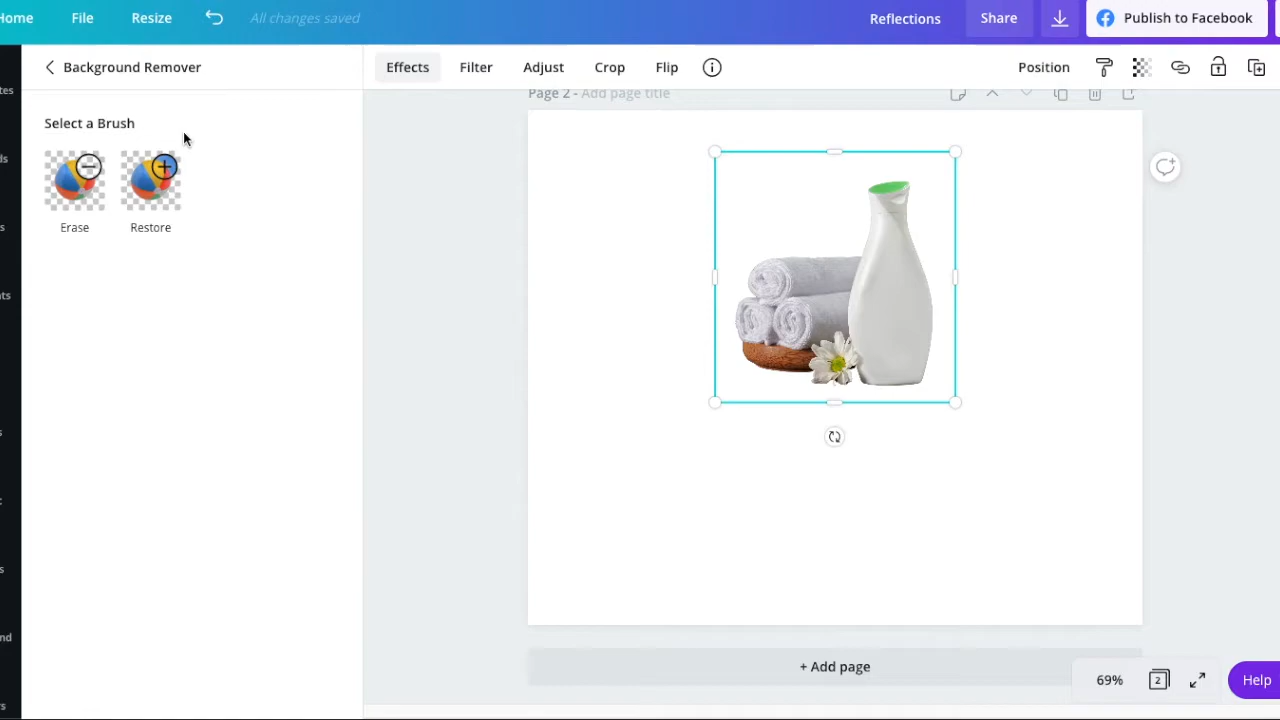 Home File Resize All changes saved Reflections Share Publish to Facebook
Background Remover Effects Filter Adjust Crop Flip Position
Page 2 - Add page title
Select a Brush
Erase Restore
+ Add page
69% 2 Help